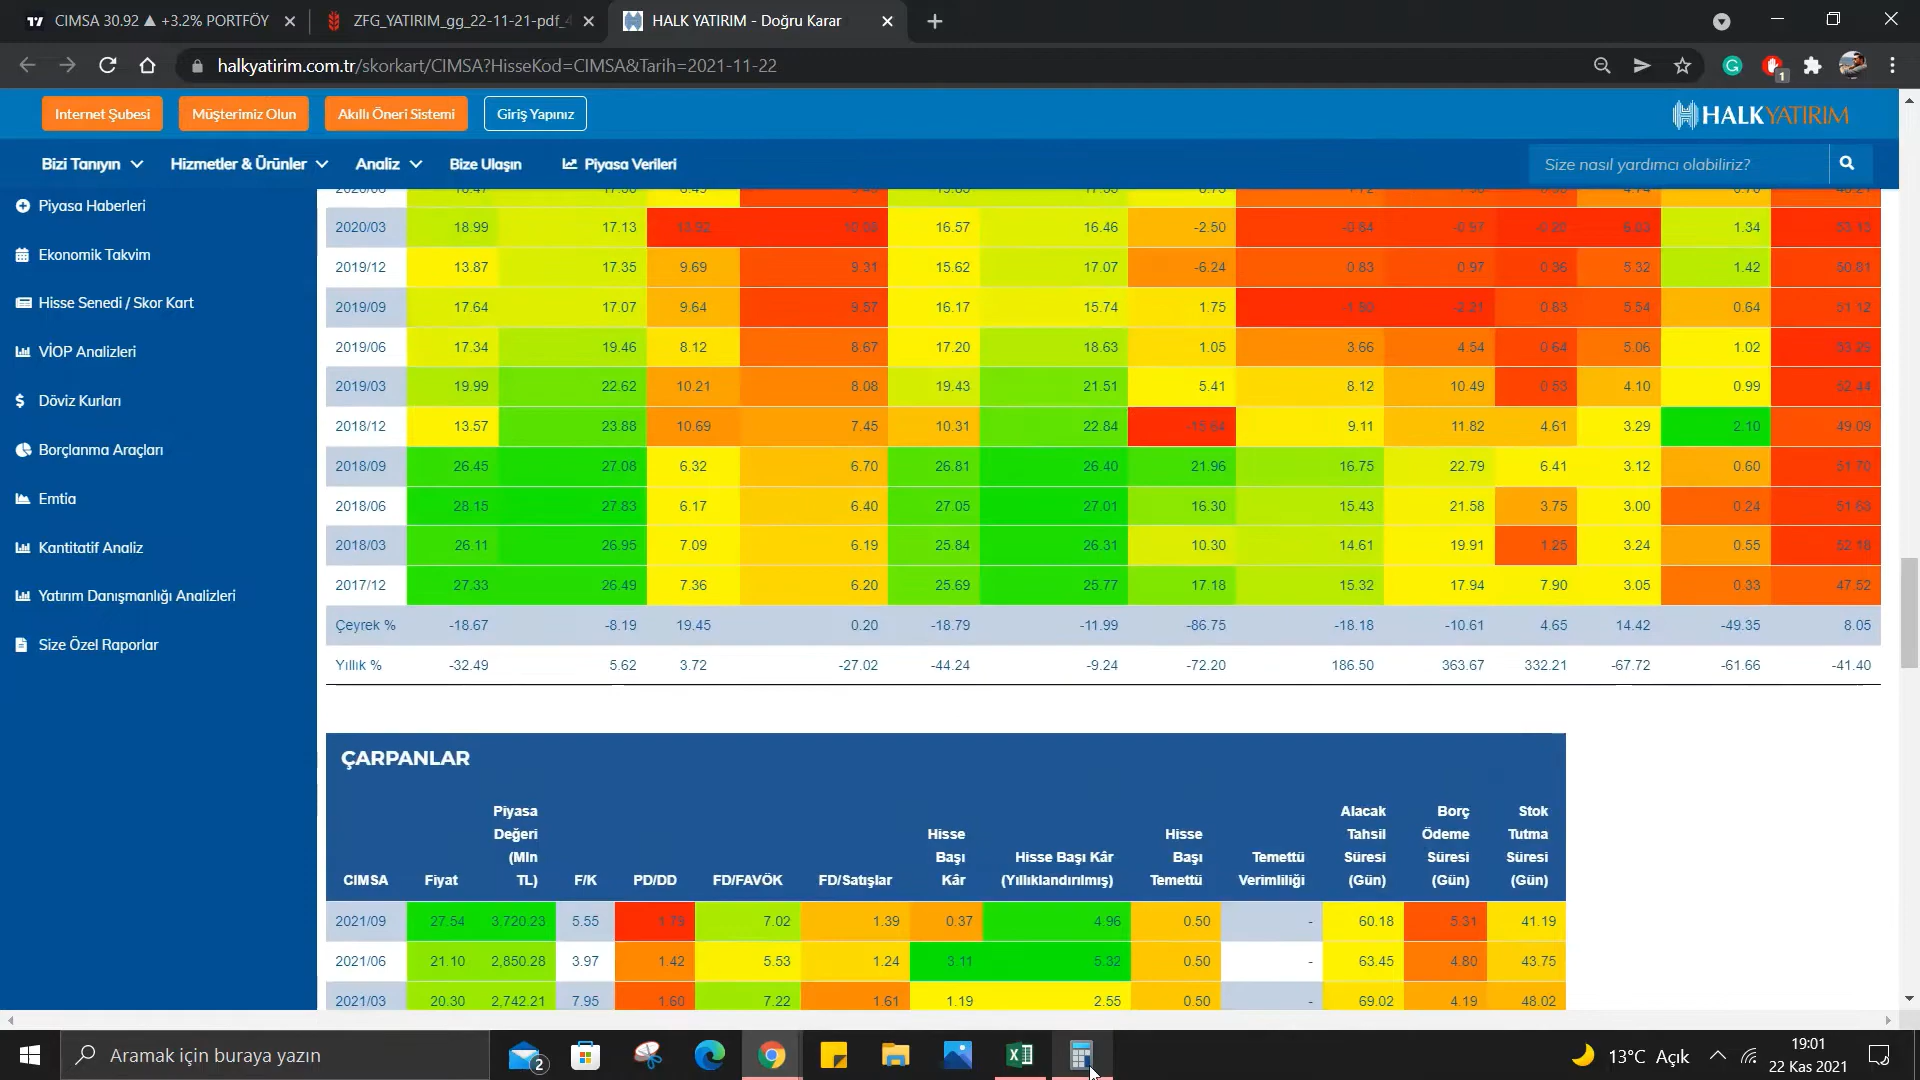 CIMSA 30.92 ▲ +3.2% PORTFÖY
ZFG_YATIRIM_gg_22-11-21-pdf_4
HALK YATIRIM - Doğru Karar
halkyatirim.com.tr/skorkart/CIMSA?HisseKod=CIMSA&Tarih=2021-11-22
1
Internet Şubesi
Müşterimiz Olun
Akıllı Öneri Sistemi
Giriş Yapınız
HALKYATIRIM
Bizi Tanıyın
Hizmetler & Ürünler
Analiz
Bize Ulaşın
Piyasa Verileri
Size nasıl yardımcı olabiliriz?
Piyasa Haberleri
Ekonomik Takvim
Hisse Senedi / Skor Kart
VİOP Analizleri
Döviz Kurları
Borçlanma Araçları
Emtia
Kantitatif Analiz
Yatırım Danışmanlığı Analizleri
Size Özel Raporlar
2020/03 18.99 17.13 16.57 16.46 -2.50 -0.64 -0.97 -0.20 6.03 1.34 53.13
2019/12 13.87 17.35 9.69 9.31 15.62 17.07 -6.24 0.83 0.97 0.36 5.32 1.42 50.81
2019/09 17.64 17.07 9.64 9.57 16.17 15.74 1.75 -1.80 -2.21 0.83 5.54 0.64 51.12
2019/06 17.34 19.46 8.12 8.67 17.20 18.63 1.05 3.66 4.54 0.64 5.06 1.02 53.29
2019/03 19.99 22.62 10.21 8.08 19.43 21.51 5.41 8.12 10.49 0.53 4.10 0.99 52.44
2018/12 13.57 23.88 10.69 7.45 10.31 22.84 -15.64 9.11 11.82 4.61 3.29 2.10 49.09
2018/09 26.45 27.08 6.32 6.70 26.81 26.40 21.96 16.75 22.79 6.41 3.12 0.60 51.70
2018/06 28.15 27.83 6.17 6.40 27.05 27.01 16.30 15.43 21.58 3.75 3.00 0.24 51.63
2018/03 26.11 26.95 7.09 6.19 25.84 26.31 10.30 14.61 19.91 1.25 3.24 0.55 52.18
2017/12 27.33 26.49 7.36 6.20 25.69 25.77 17.18 15.32 17.94 7.90 3.05 0.33 47.52
Çeyrek % -18.67 -8.19 19.45 0.20 -18.79 -11.99 -86.75 -18.18 -10.61 4.65 14.42 -49.35 8.05
Yıllık % -32.49 5.62 3.72 -27.02 -44.24 -9.24 -72.20 186.50 363.67 332.21 -67.72 -61.66 -41.40
ÇARPANLAR
CIMSA
Fiyat
Piyasa
Değeri
(Mln
TL)
F/K
PD/DD
FD/FAVÖK
FD/Satışlar
Hisse
Başı
Kâr
Hisse Başı Kâr
(Yıllıklandırılmış)
Hisse
Başı
Temettü
Temettü
Verimliliği
Alacak
Tahsil
Süresi
(Gün)
Borç
Ödeme
Süresi
(Gün)
Stok
Tutma
Süresi
(Gün)
2021/09 27.54 3,720.23 5.55 1.79 7.02 1.39 0.37 4.96 0.50 - 60.18 5.31 41.19
2021/06 21.10 2,850.28 3.97 1.42 5.53 1.24 3.11 5.32 0.50 - 63.45 4.80 43.75
2021/03 20.30 2,742.21 7.95 1.60 7.22 1.61 1.19 2.55 0.50 - 69.02 4.19 48.02
Aramak için buraya yazın
2
13°C Açık
19:01
22 Kas 2021